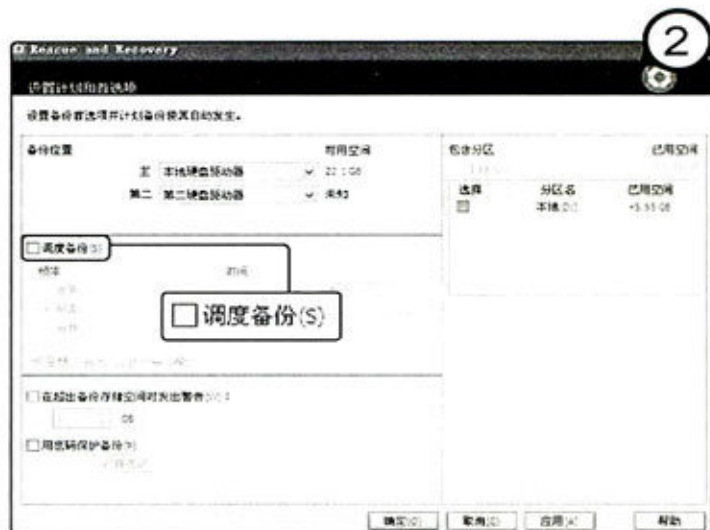 ②
Rescue and Recovery
设置计划和首选项
设置备份首选项并计划备份使其自动发生。
备份位置 可用空间
主 本地硬盘驱动器 22.1GB
第二 第二硬盘驱动器 未知
包含分区 已用空间
选择 分区名 已用空间
本地(D:)
调度备份(S)
频率 时间
调度备份(S)
在超出备份存储空间时发出警告
GB
用密码保护备份
确定(O) 取消(C) 应用(A) 帮助